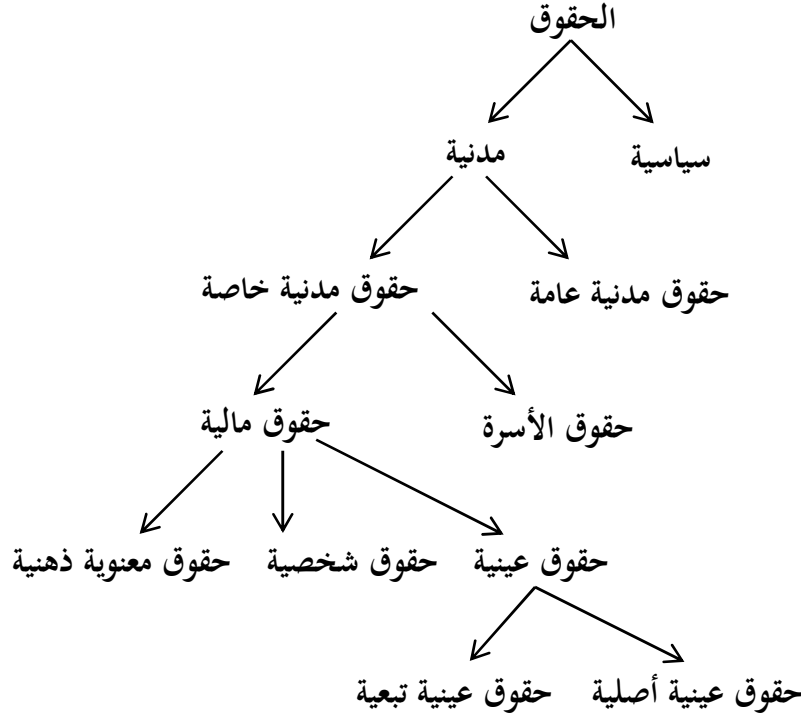 الحقوق
سياسية
مدنية
حقوق مدنية عامة
حقوق مدنية خاصة
حقوق الأسرة
حقوق مالية
حقوق عينية
حقوق شخصية
حقوق معنوية ذهنية
حقوق عينية أصلية
حقوق عينية تبعية